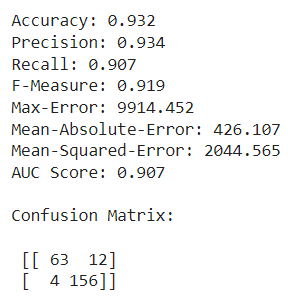 Accuracy: 0.932
Precision: 0.934
Recall: 0.907
F-Measure: 0.919
Max-Error: 9914.452
Mean-Absolute-Error: 426.107
Mean-Squared-Error: 2044.565
AUC Score: 0.907
Confusion Matrix:
[[ 63 12]
[ 4 156]]